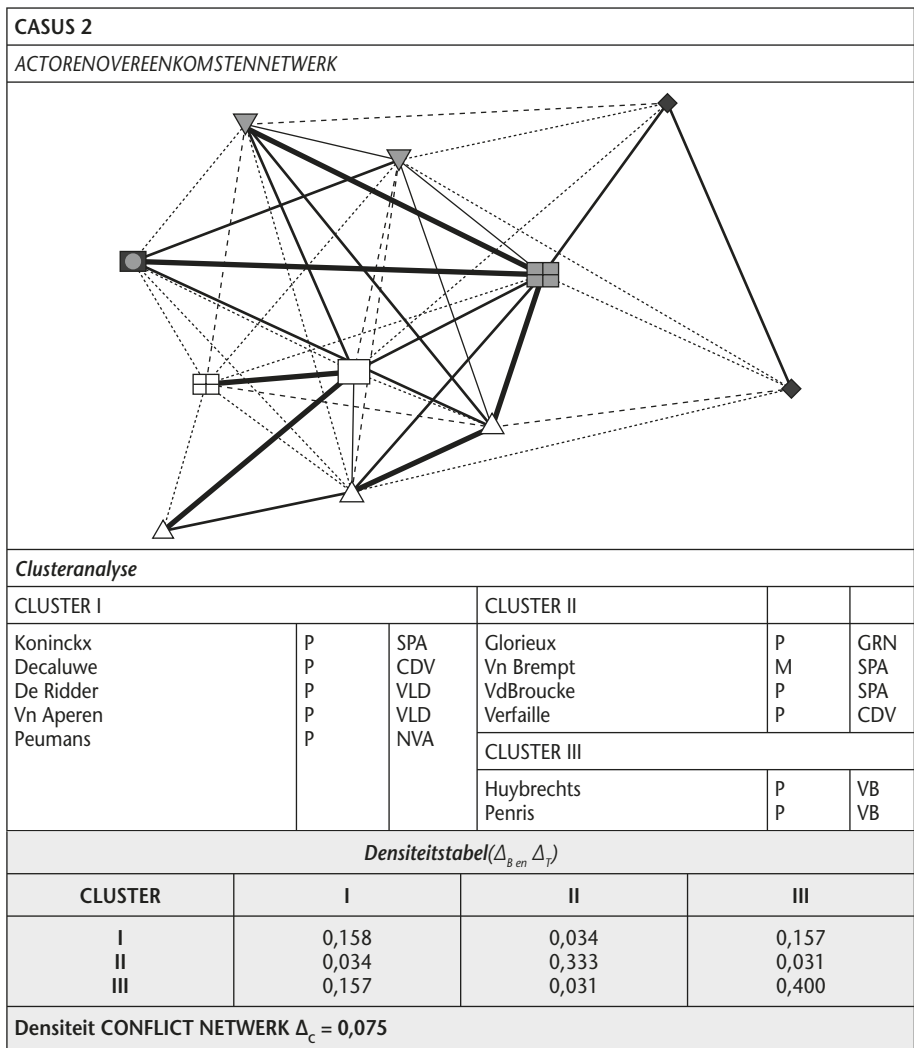 CASUS 2
ACTORENOVEREENKOMSTENNETWERK
Clusteranalyse
CLUSTER I
Koninckx P SPA
Decaluwe P CDV
De Ridder P VLD
Vn Aperen P VLD
Peumans P NVA
CLUSTER II
Glorieux P GRN
Vn Brempt M SPA
VdBroucke P SPA
Verfaille P CDV
CLUSTER III
Huybrechts P VB
Penris P VB
Densiteitstabel(Δ_B en Δ_T)
CLUSTER I II III
I 0,158 0,034 0,157
II 0,034 0,333 0,031
III 0,157 0,031 0,400
Densiteit CONFLICT NETWERK Δ_c = 0,075